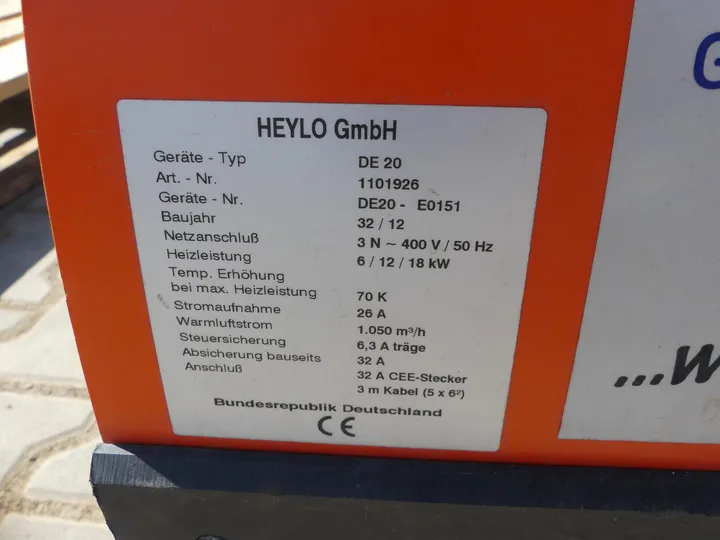 HEYLO GmbH
Geräte - Typ DE 20
Art. - Nr. 1101926
Geräte - Nr. DE20 - E0151
Baujahr 32 / 12
Netzanschluß 3 N ~ 400 V / 50 Hz
Heizleistung 6 / 12 / 18 kW
Temp. Erhöhung
bei max. Heizleistung 70 K
Stromaufnahme 26 A
Warmluftstrom 1.050 m³/h
Steuersicherung 6,3 A träge
Absicherung bauseits 32 A
Anschluß 32 A CEE-Stecker
3 m Kabel (5 x 6²)
Bundesrepublik Deutschland
CE